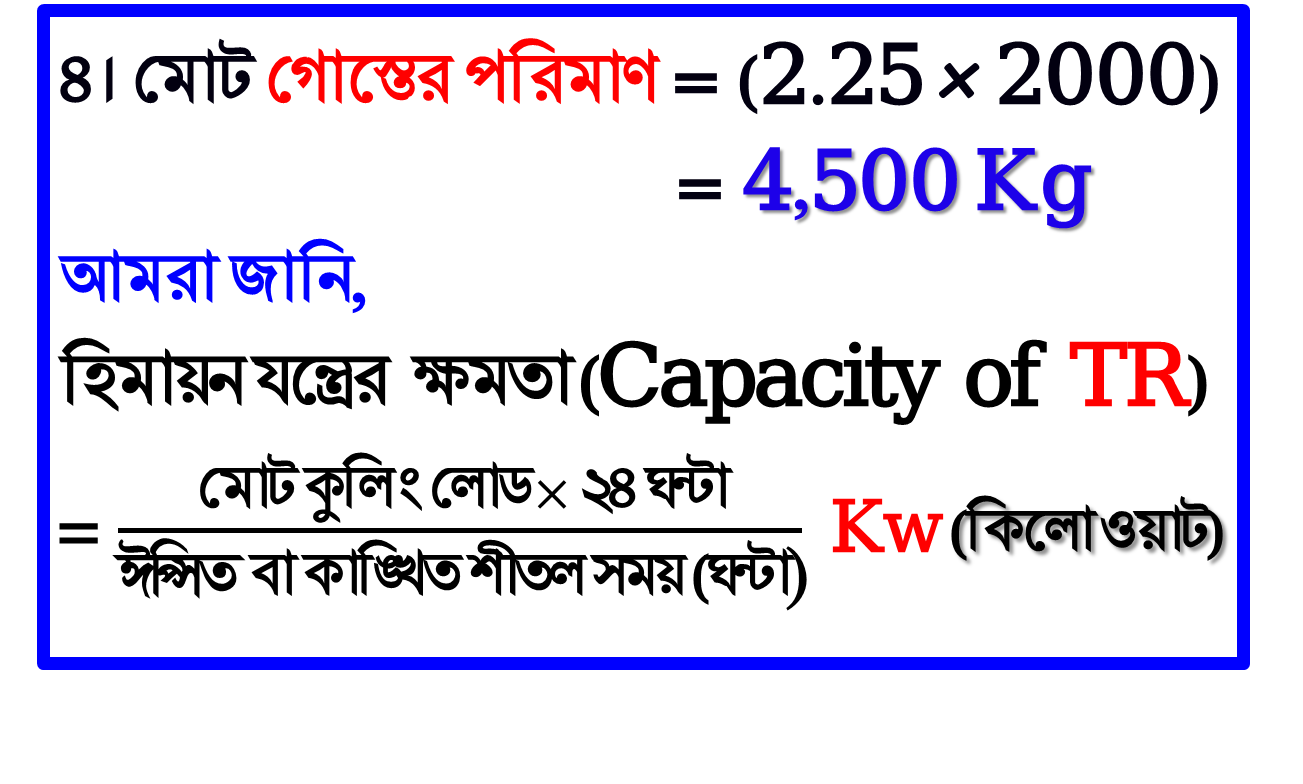 ৪। মোট গোস্তের পরিমাণ = (2.25 × 2000)
= 4,500 Kg
আমরা জানি,
হিমায়ন যন্ত্রের ক্ষমতা (Capacity of TR)
মোট কুলিং লোড × ২৪ ঘন্টা
= Kw (কিলোওয়াট)
ঈপ্সিত বা কাঙ্খিত শীতল সময় (ঘন্টা)